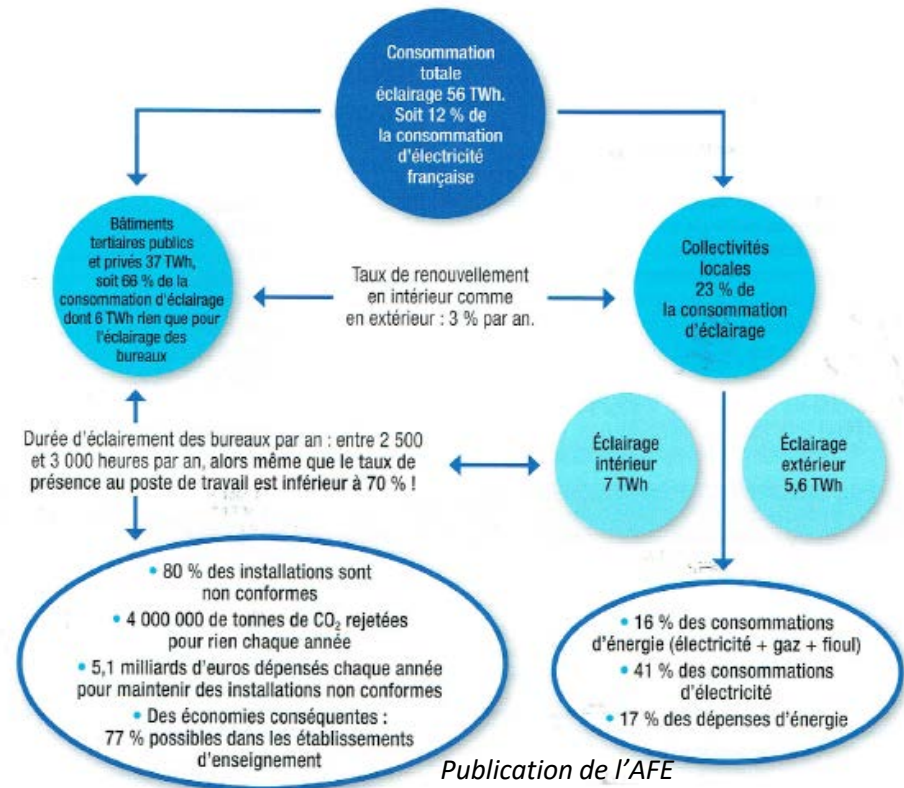 Consommation
totale
éclairage 56 TWh.
Soit 12 % de
la consommation
d'électricité
française
Bâtiments
tertiaires publics
et privés 37 TWh,
soit 66 % de la
consommation d'éclairage
dont 6 TWh rien que pour
l'éclairage des
bureaux
Taux de renouvellement
en intérieur comme
en extérieur : 3 % par an.
Collectivités
locales
23 % de
la consommation
d'éclairage
Durée d'éclairement des bureaux par an : entre 2 500
et 3 000 heures par an, alors même que le taux de
présence au poste de travail est inférieur à 70 % !
Éclairage
intérieur
7 TWh
Éclairage
extérieur
5,6 TWh
• 80 % des installations sont
non conformes
• 4 000 000 de tonnes de CO₂ rejetées
pour rien chaque année
• 5,1 milliards d'euros dépensés chaque année
pour maintenir des installations non conformes
• Des économies conséquentes :
77 % possibles dans les établissements
d'enseignement
• 16 % des consommations
d'énergie (électricité + gaz + fioul)
• 41 % des consommations
d'électricité
• 17 % des dépenses d'énergie
Publication de l'AFE